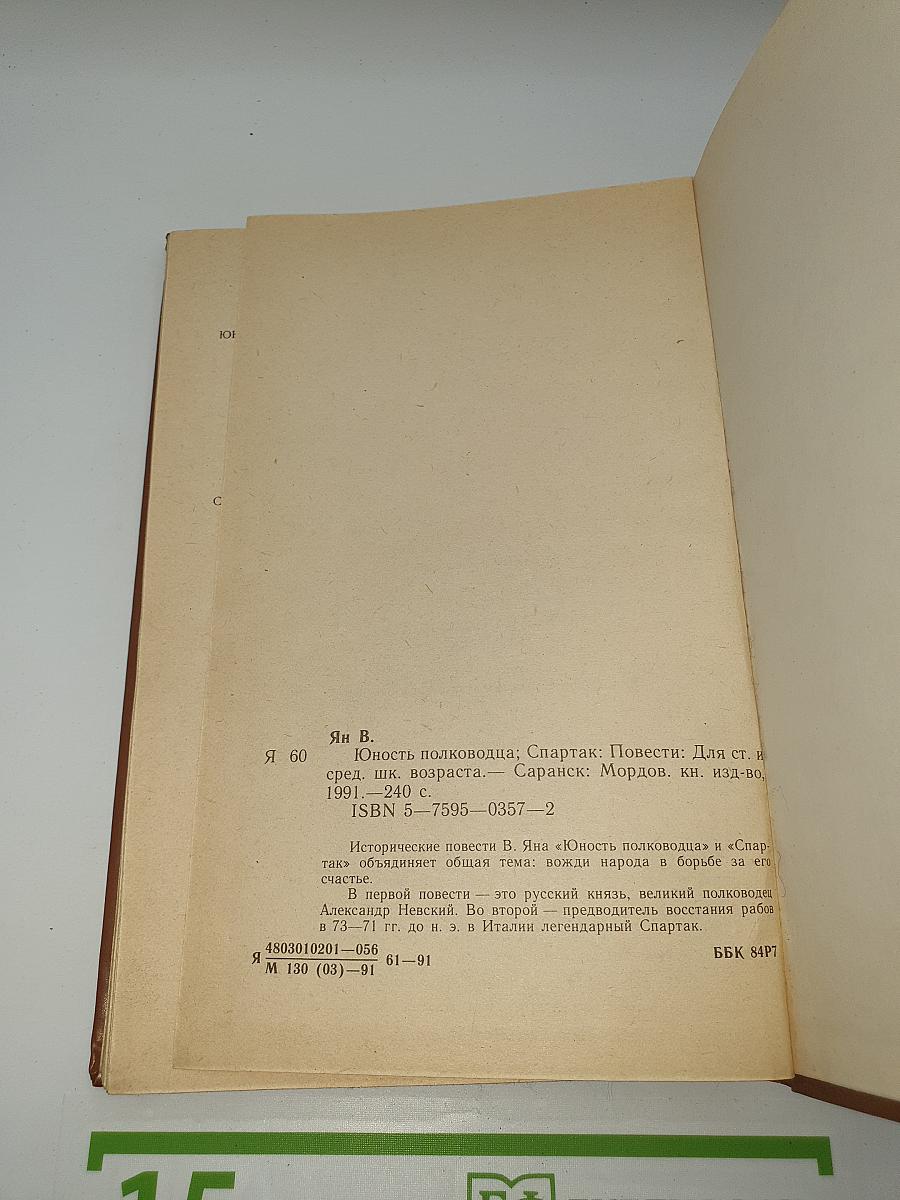 Ян В.
Я 60 Юность полководца; Спартак: Повести: Для ст. и
сред. шк. возраста.— Саранск: Мордов. кн. изд-во,
1991.—240 с.
ISBN 5—7595—0357—2
Исторические повести В. Яна «Юность полководца» и «Спар-
так» объядиняет общая тема: вожди народа в борьбе за его
счастье.
В первой повести — это русский князь, великий полководец
Александр Невский. Во второй — предводитель восстания рабов
в 73—71 гг. до н. э. в Италии легендарный Спартак.
Я 4803010201—056
М 130 (03)—91
61—91
ББК 84Р7
15